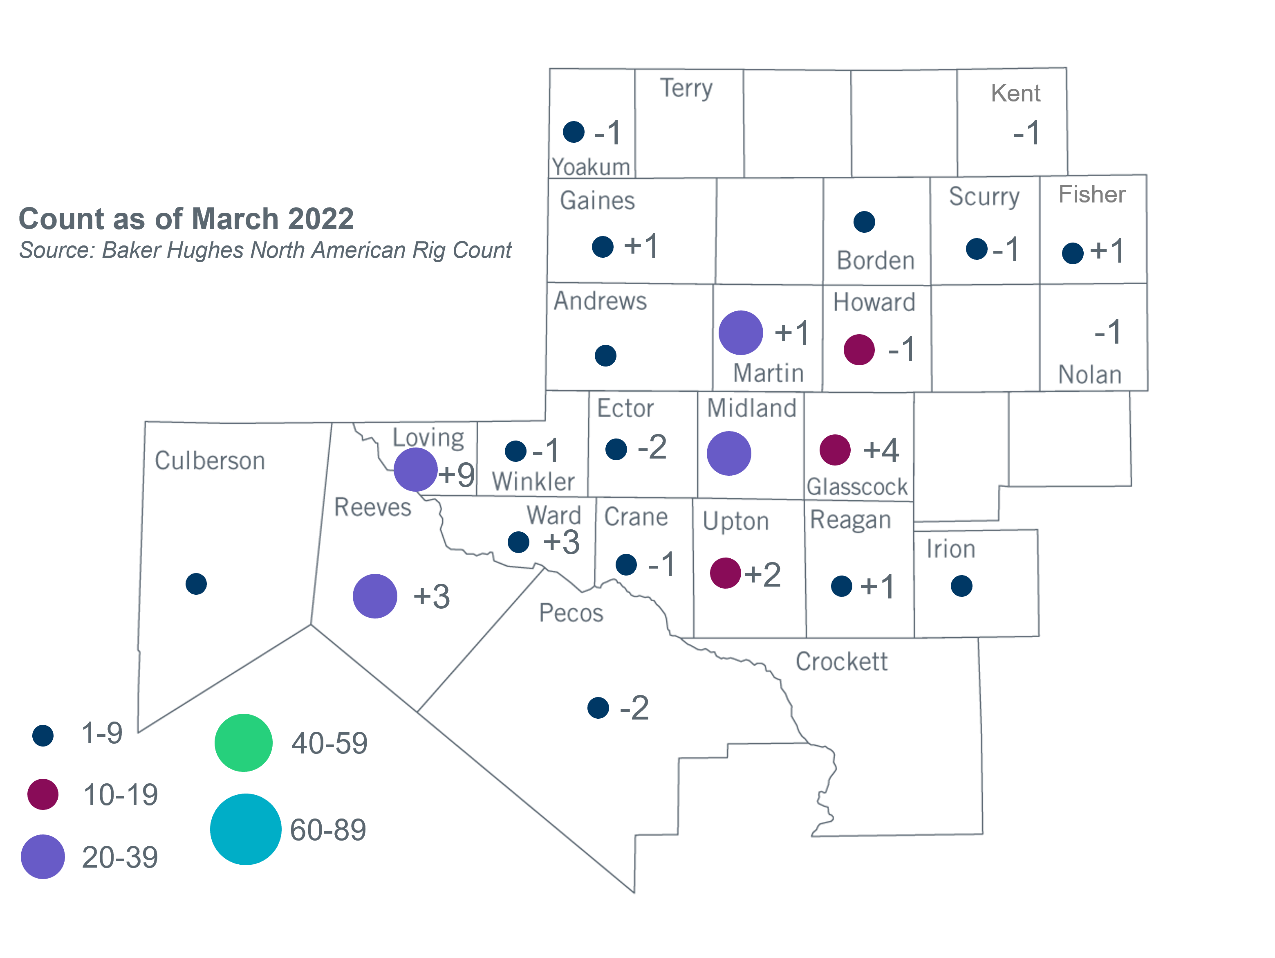 Terry
Kent
-1
-1
Yoakum
Count as of March 2022
Source: Baker Hughes North American Rig Count
Gaines
+1
Borden
Scurry
-1
Fisher
+1
Andrews
+1
Martin
Howard
-1
-1
Nolan
Culberson
Loving
+9
-1
Winkler
Ector
-2
Midland
+4
Glasscock
Reeves
+3
Ward
+3
Crane
-1
Upton
+2
Reagan
+1
Irion
Pecos
-2
Crockett
1-9
10-19
20-39
40-59
60-89